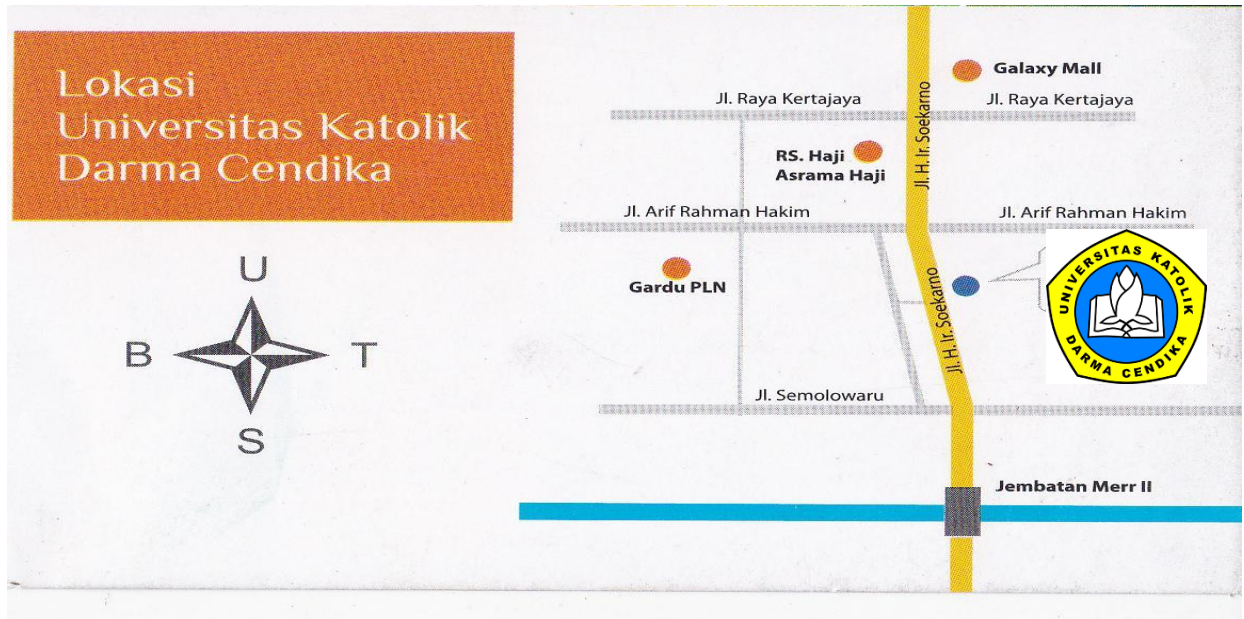 Lokasi
Universitas Katolik
Darma Cendika
U
B
T
S
Galaxy Mall
Jl. Raya Kertajaya
Jl. Raya Kertajaya
Jl. H. Ir. Soekarno
RS. Haji
Asrama Haji
Jl. Arif Rahman Hakim
Jl. Arif Rahman Hakim
Gardu PLN
Jl. H. Ir. Soekarno
UNIVERSITAS KATOLIK
DARMA CENDIKA
Jl. Semolowaru
Jembatan Merr II